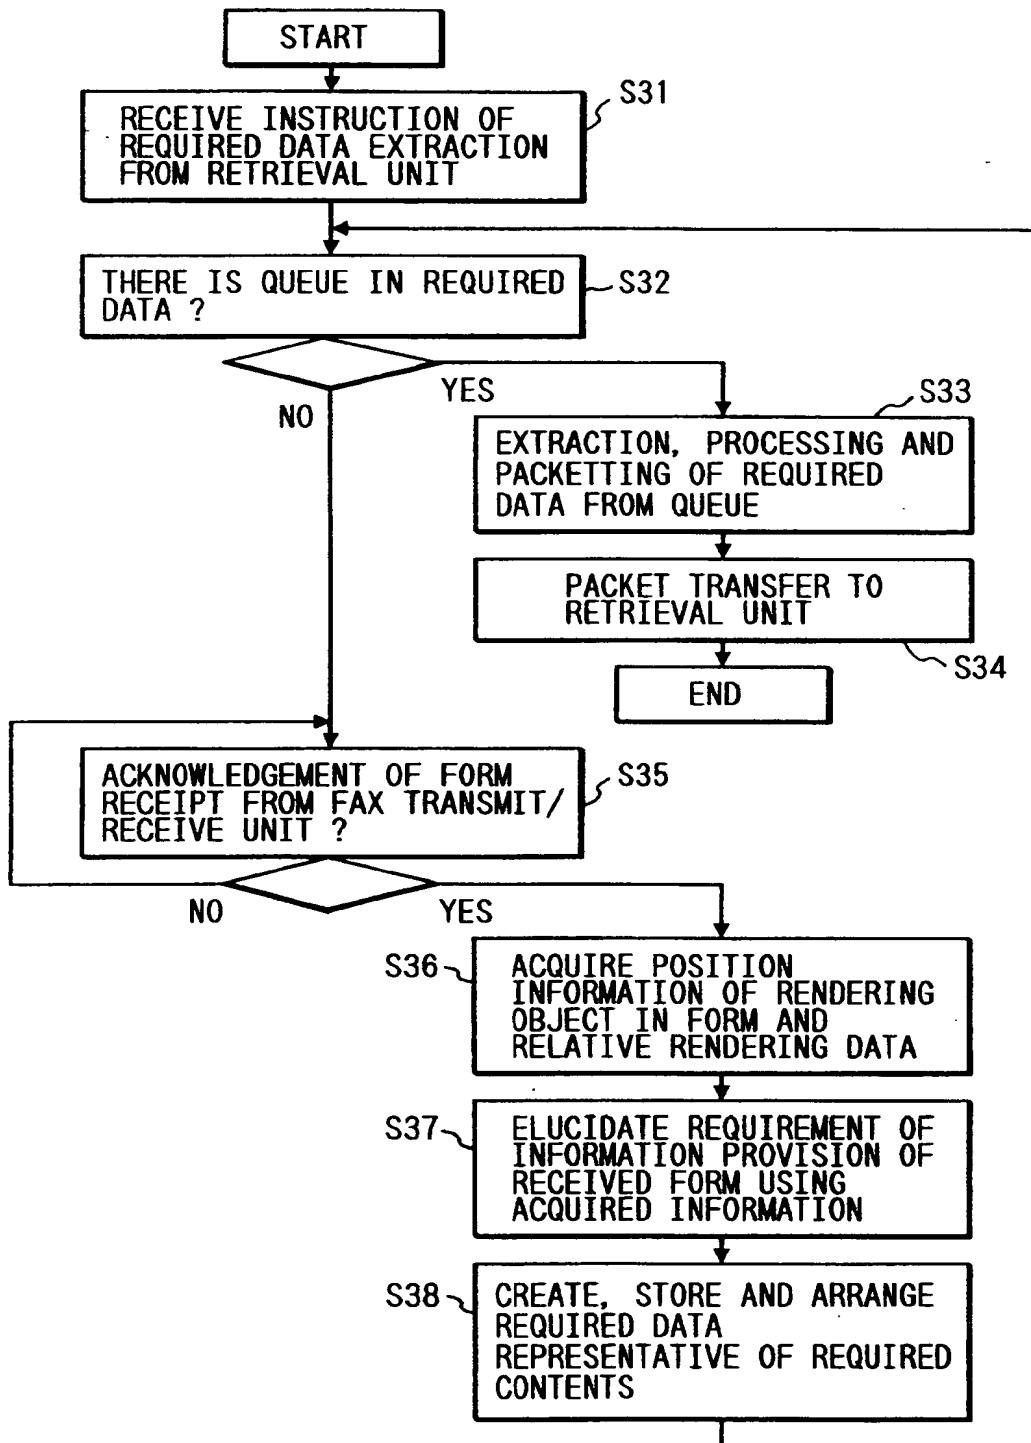 START
S31
RECEIVE INSTRUCTION OF
REQUIRED DATA EXTRACTION
FROM RETRIEVAL UNIT
THERE IS QUEUE IN REQUIRED
DATA ?
S32
YES
NO
S33
EXTRACTION, PROCESSING AND
PACKETTING OF REQUIRED
DATA FROM QUEUE
PACKET TRANSFER TO
RETRIEVAL UNIT
S34
END
ACKNOWLEDGEMENT OF FORM
RECEIPT FROM FAX TRANSMIT/
RECEIVE UNIT ?
S35
NO
YES
S36
ACQUIRE POSITION
INFORMATION OF RENDERING
OBJECT IN FORM AND
RELATIVE RENDERING DATA
S37
ELUCIDATE REQUIREMENT OF
INFORMATION PROVISION OF
RECEIVED FORM USING
ACQUIRED INFORMATION
S38
CREATE, STORE AND ARRANGE
REQUIRED DATA
REPRESENTATIVE OF REQUIRED
CONTENTS